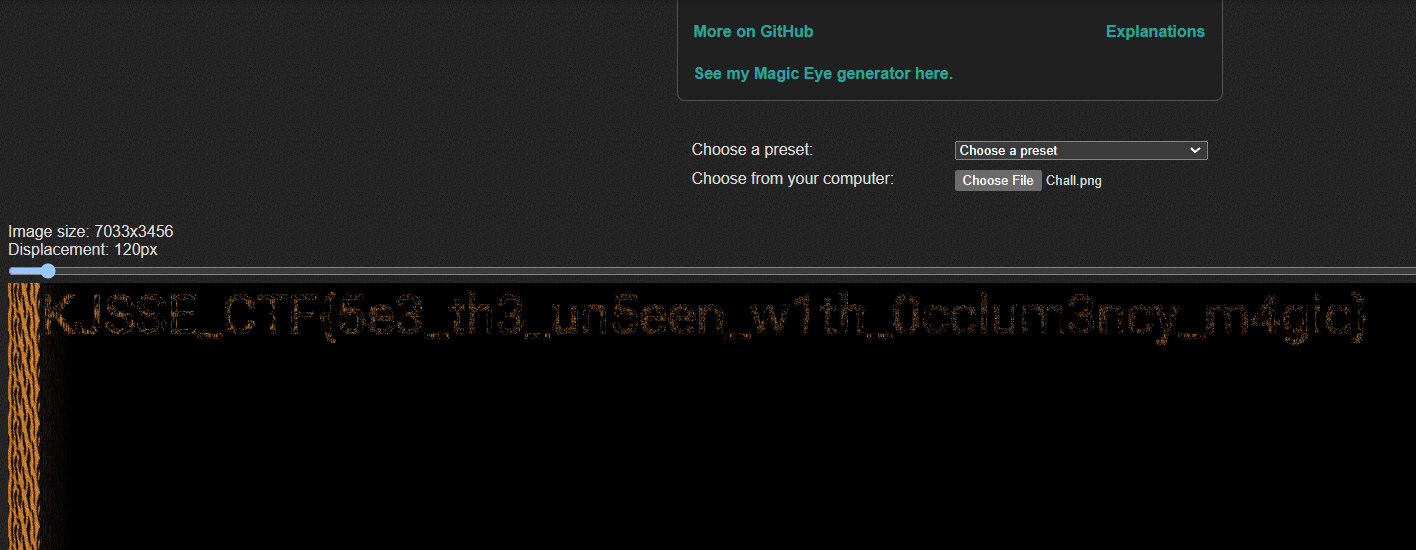 More on GitHub
Explanations
See my Magic Eye generator here.
Choose a preset:
Choose a preset
Choose from your computer:
Choose File
Chall.png
Image size: 7033x3456
Displacement: 120px
KJSSE_CTF{5e3_th3_un5een_w1th_0cclum3ncy_m4gic}